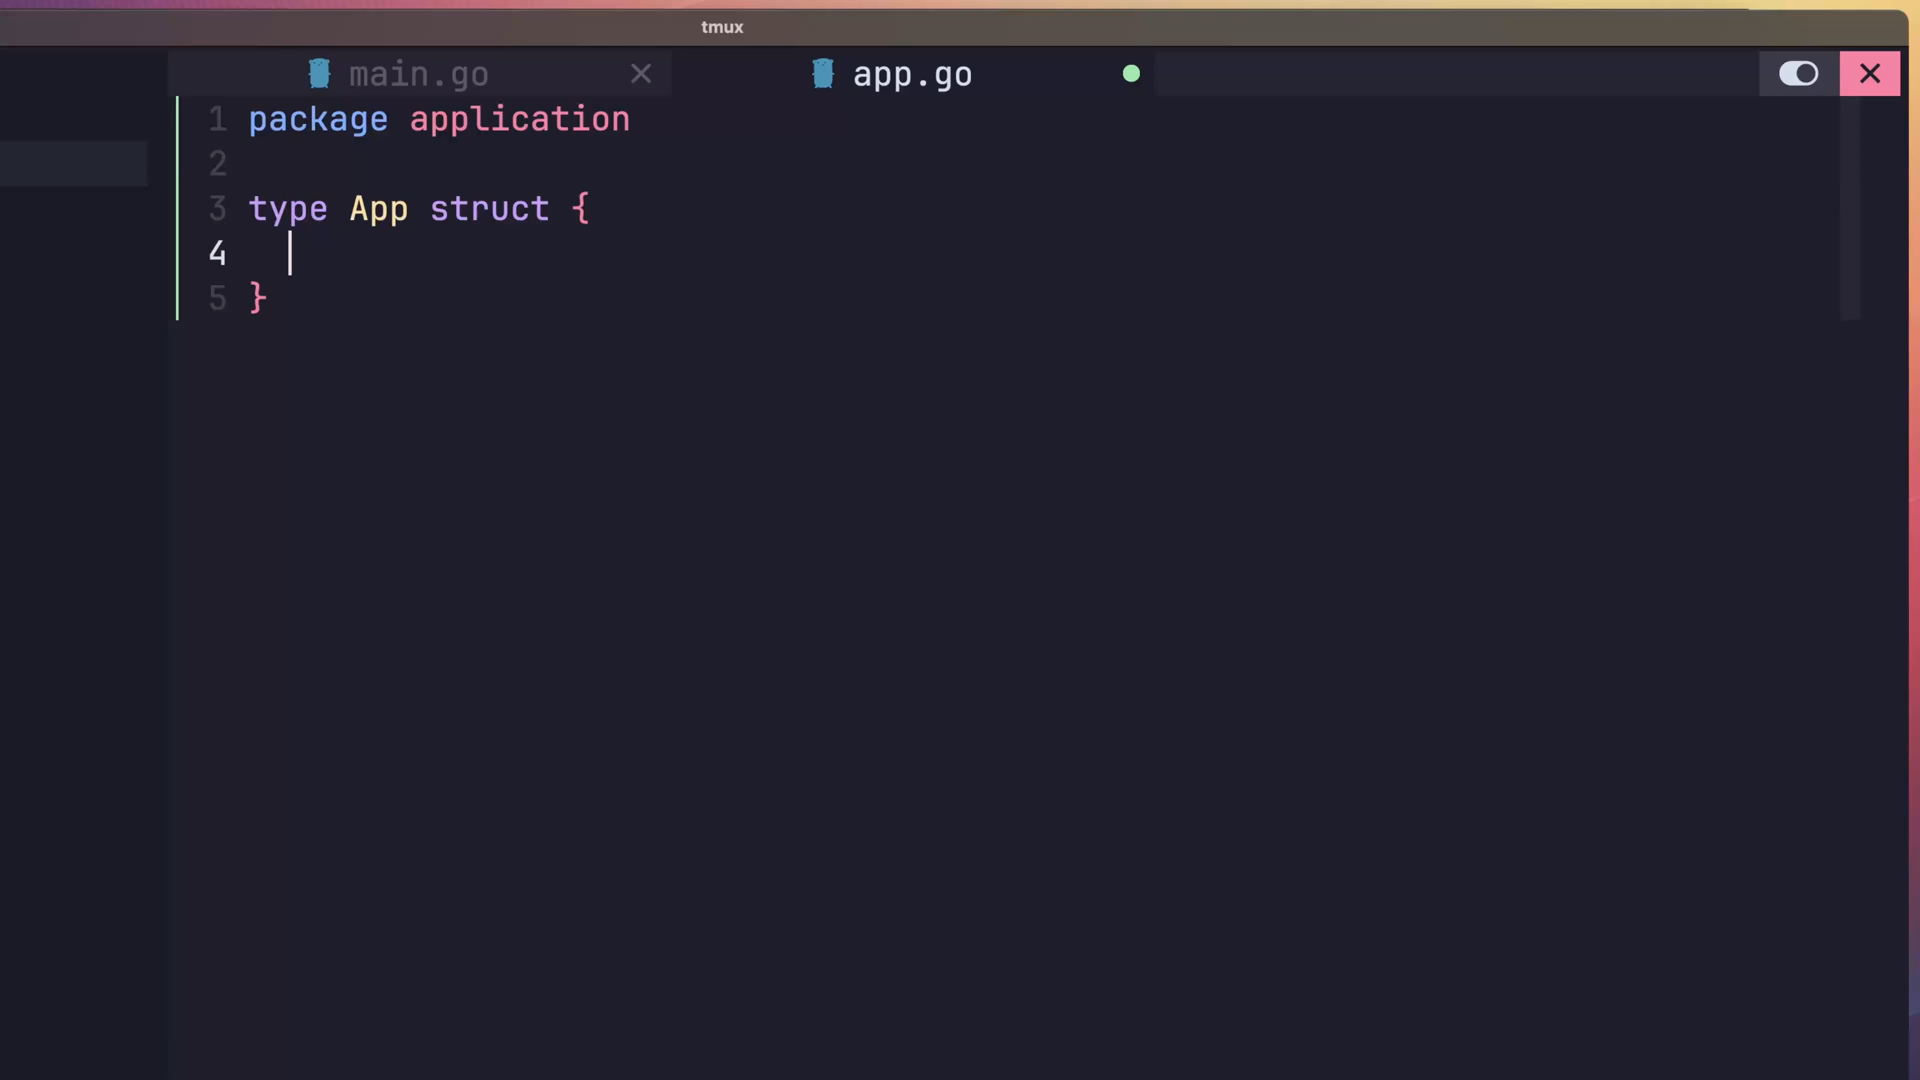 tmux
main.go
app.go
1 package application
2
3 type App struct {
4
5 }